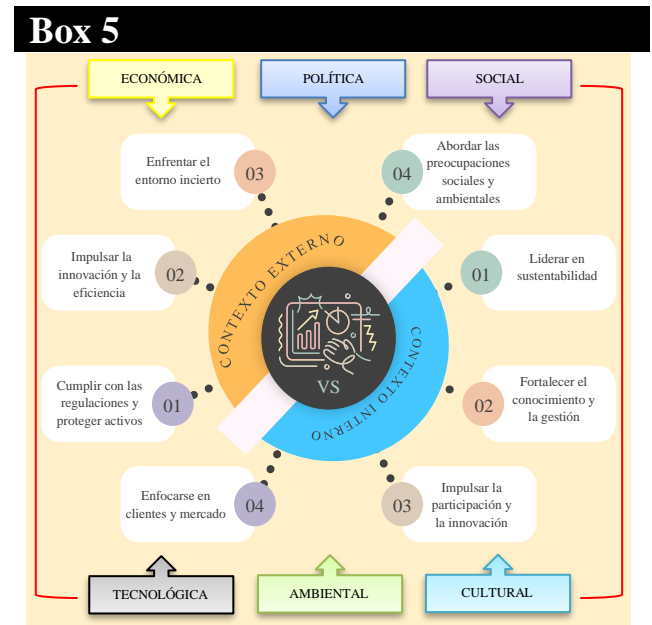 Box 5
ECONÓMICA
POLÍTICA
SOCIAL
Enfrentar el
entorno incierto
03
04
Abordar las
preocupaciones
sociales y
ambientales
Impulsar la
innovación y la
eficiencia
02
01
Liderar en
sustentabilidad
CONTEXTO EXTERNO
VS
CONTEXTO INTERNO
Cumplir con las
regulaciones y
proteger activos
01
02
Fortalecer el
conocimiento y
la gestión
Enfocarse en
clientes y mercado
04
03
Impulsar la
participación y
la innovación
TECNOLÓGICA
AMBIENTAL
CULTURAL